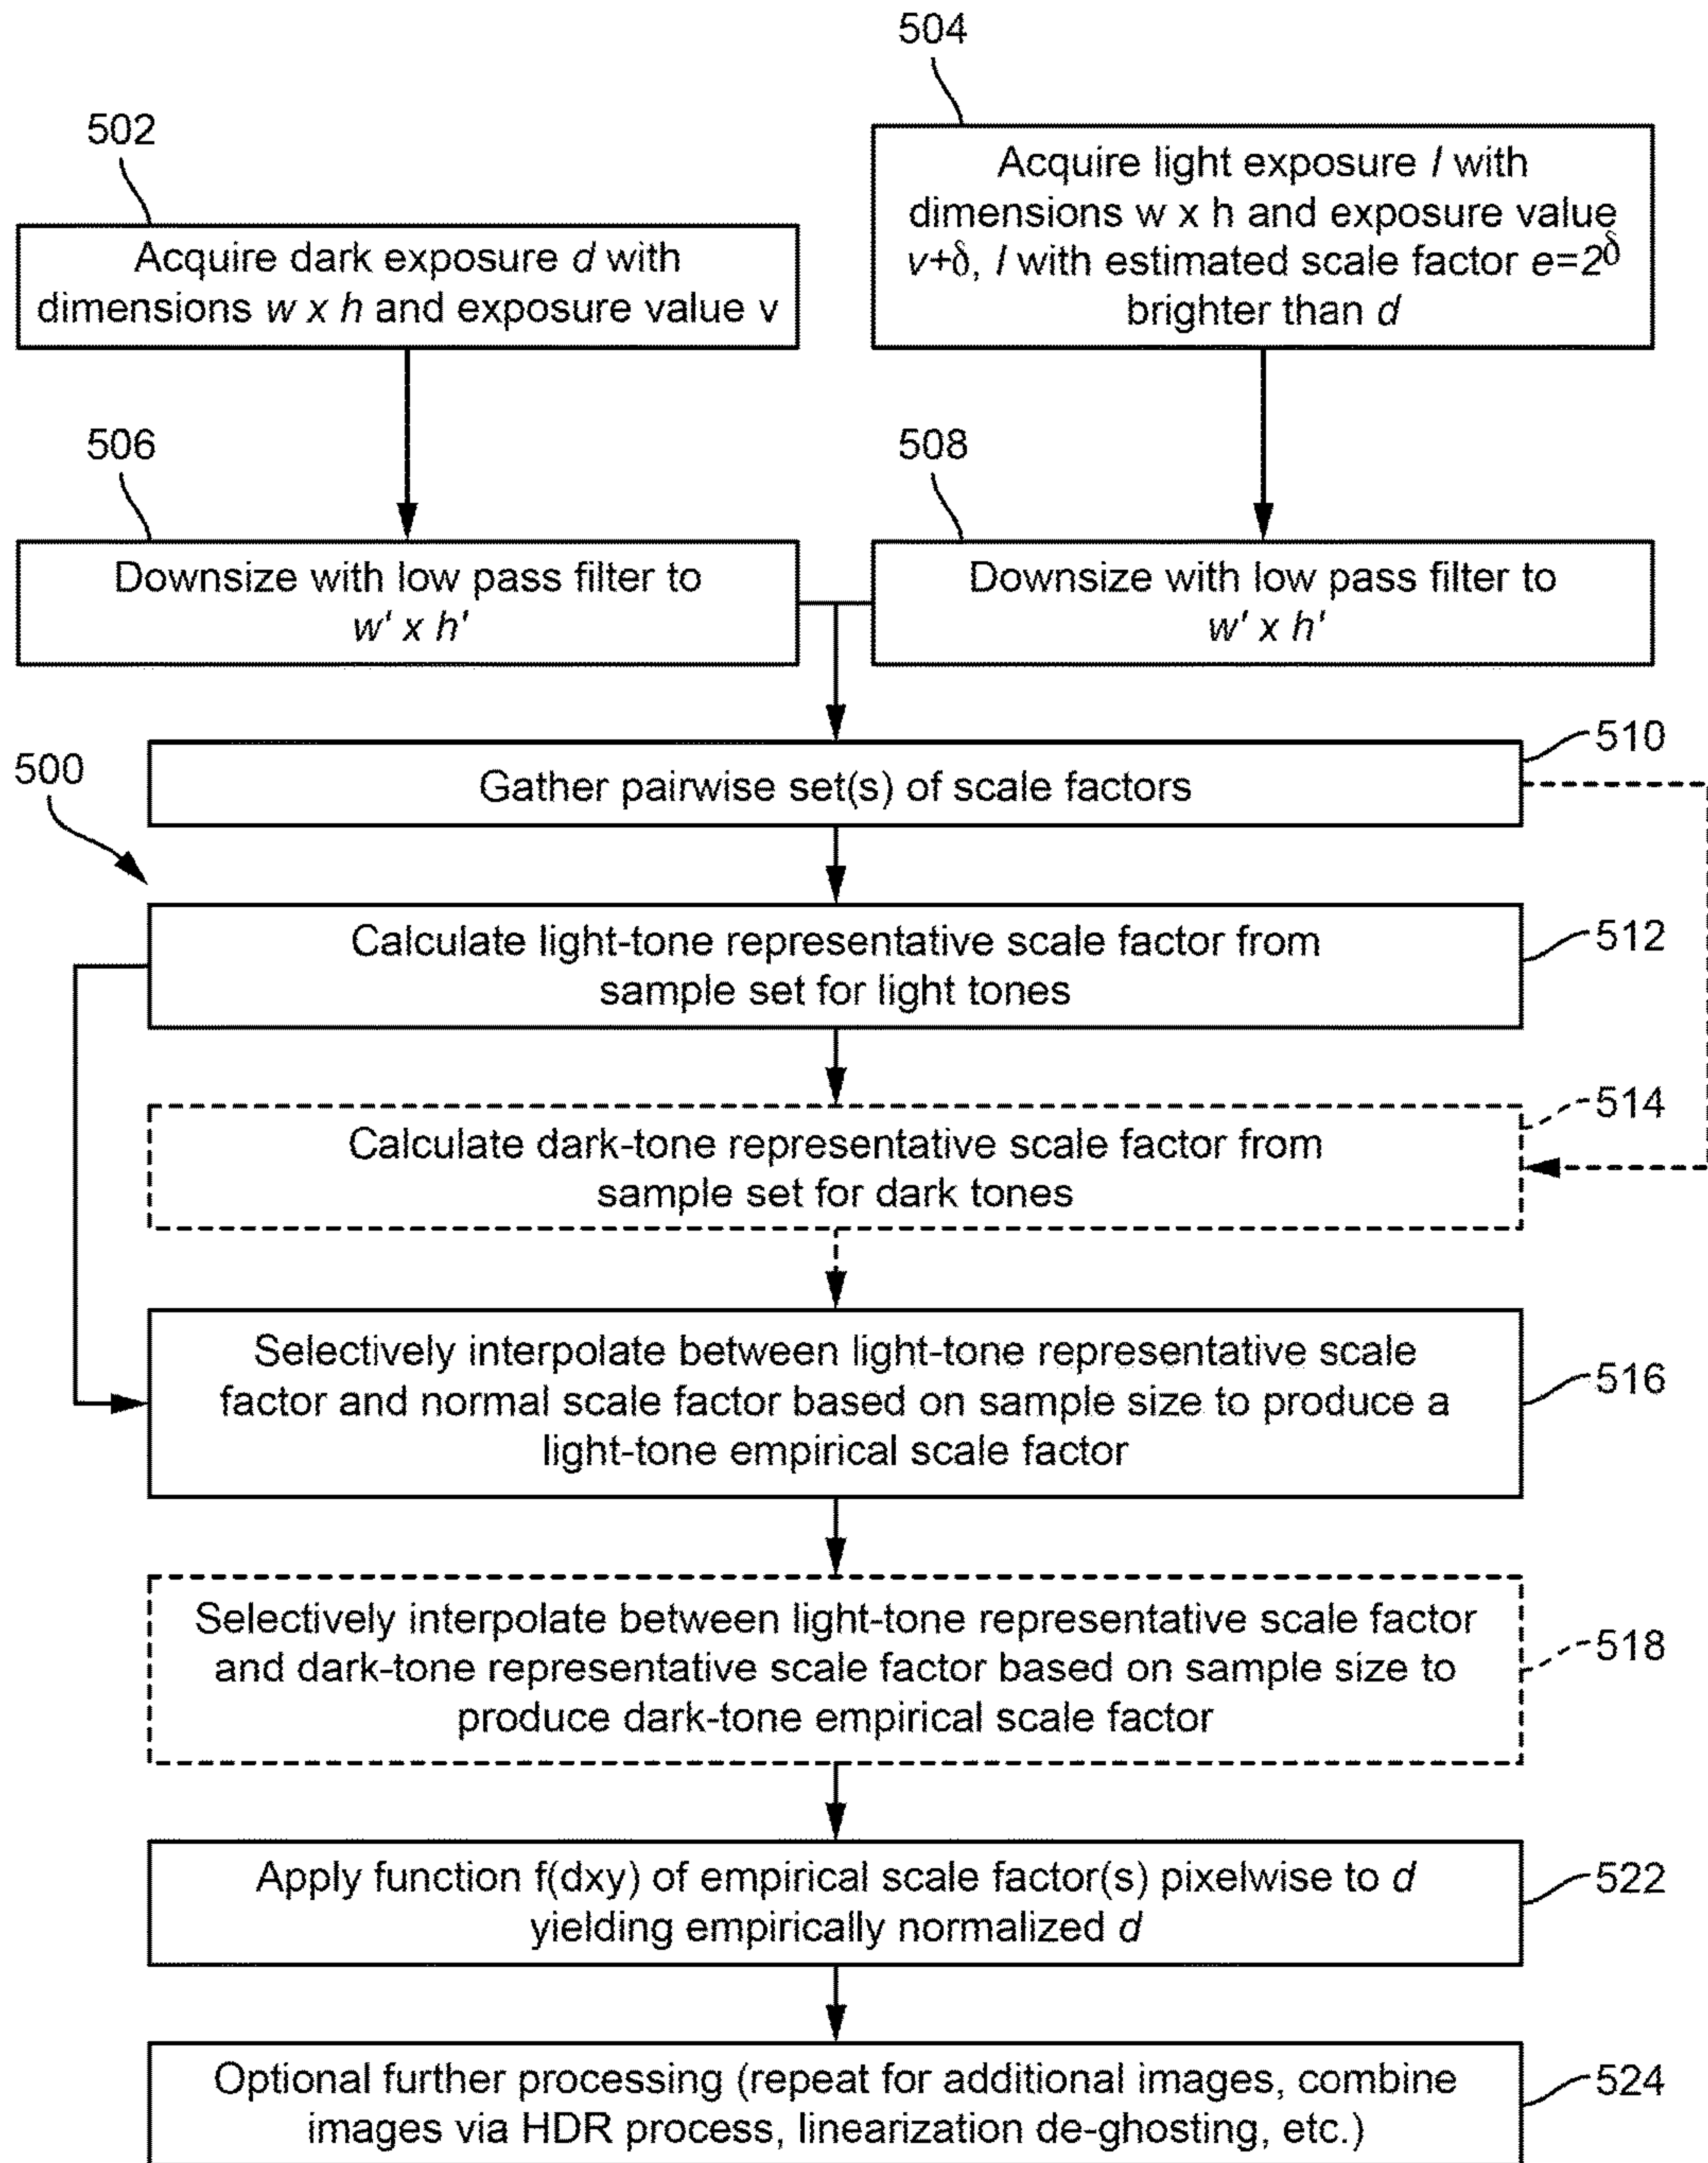 504
502
Acquire light exposure l with
dimensions w x h and exposure value
v+δ, l with estimated scale factor e=2^δ
brighter than d
Acquire dark exposure d with
dimensions w x h and exposure value v
506
508
Downsize with low pass filter to
w' x h'
Downsize with low pass filter to
w' x h'
510
500
Gather pairwise set(s) of scale factors
512
Calculate light-tone representative scale factor from
sample set for light tones
514
Calculate dark-tone representative scale factor from
sample set for dark tones
Selectively interpolate between light-tone representative scale
factor and normal scale factor based on sample size to produce a
light-tone empirical scale factor
516
Selectively interpolate between light-tone representative scale factor
and dark-tone representative scale factor based on sample size to
produce dark-tone empirical scale factor
518
Apply function f(dxy) of empirical scale factor(s) pixelwise to d
yielding empirically normalized d
522
Optional further processing (repeat for additional images, combine
images via HDR process, linearization de-ghosting, etc.)
524